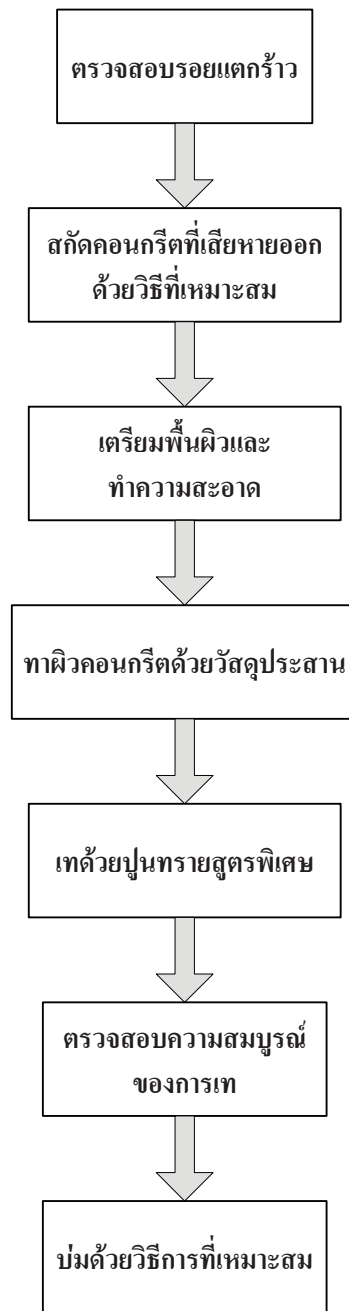 ตรวจสอบรอยแตกร้าว
สกัดคอนกรีตที่เสียหายออก
ด้วยวิธีที่เหมาะสม
เตรียมพื้นผิวและ
ทำความสะอาด
ทาผิวคอนกรีตด้วยวัสดุประสาน
เทด้วยปูนทรายสูตรพิเศษ
ตรวจสอบความสมบูรณ์
ของการเท
บ่มด้วยวิธีการที่เหมาะสม